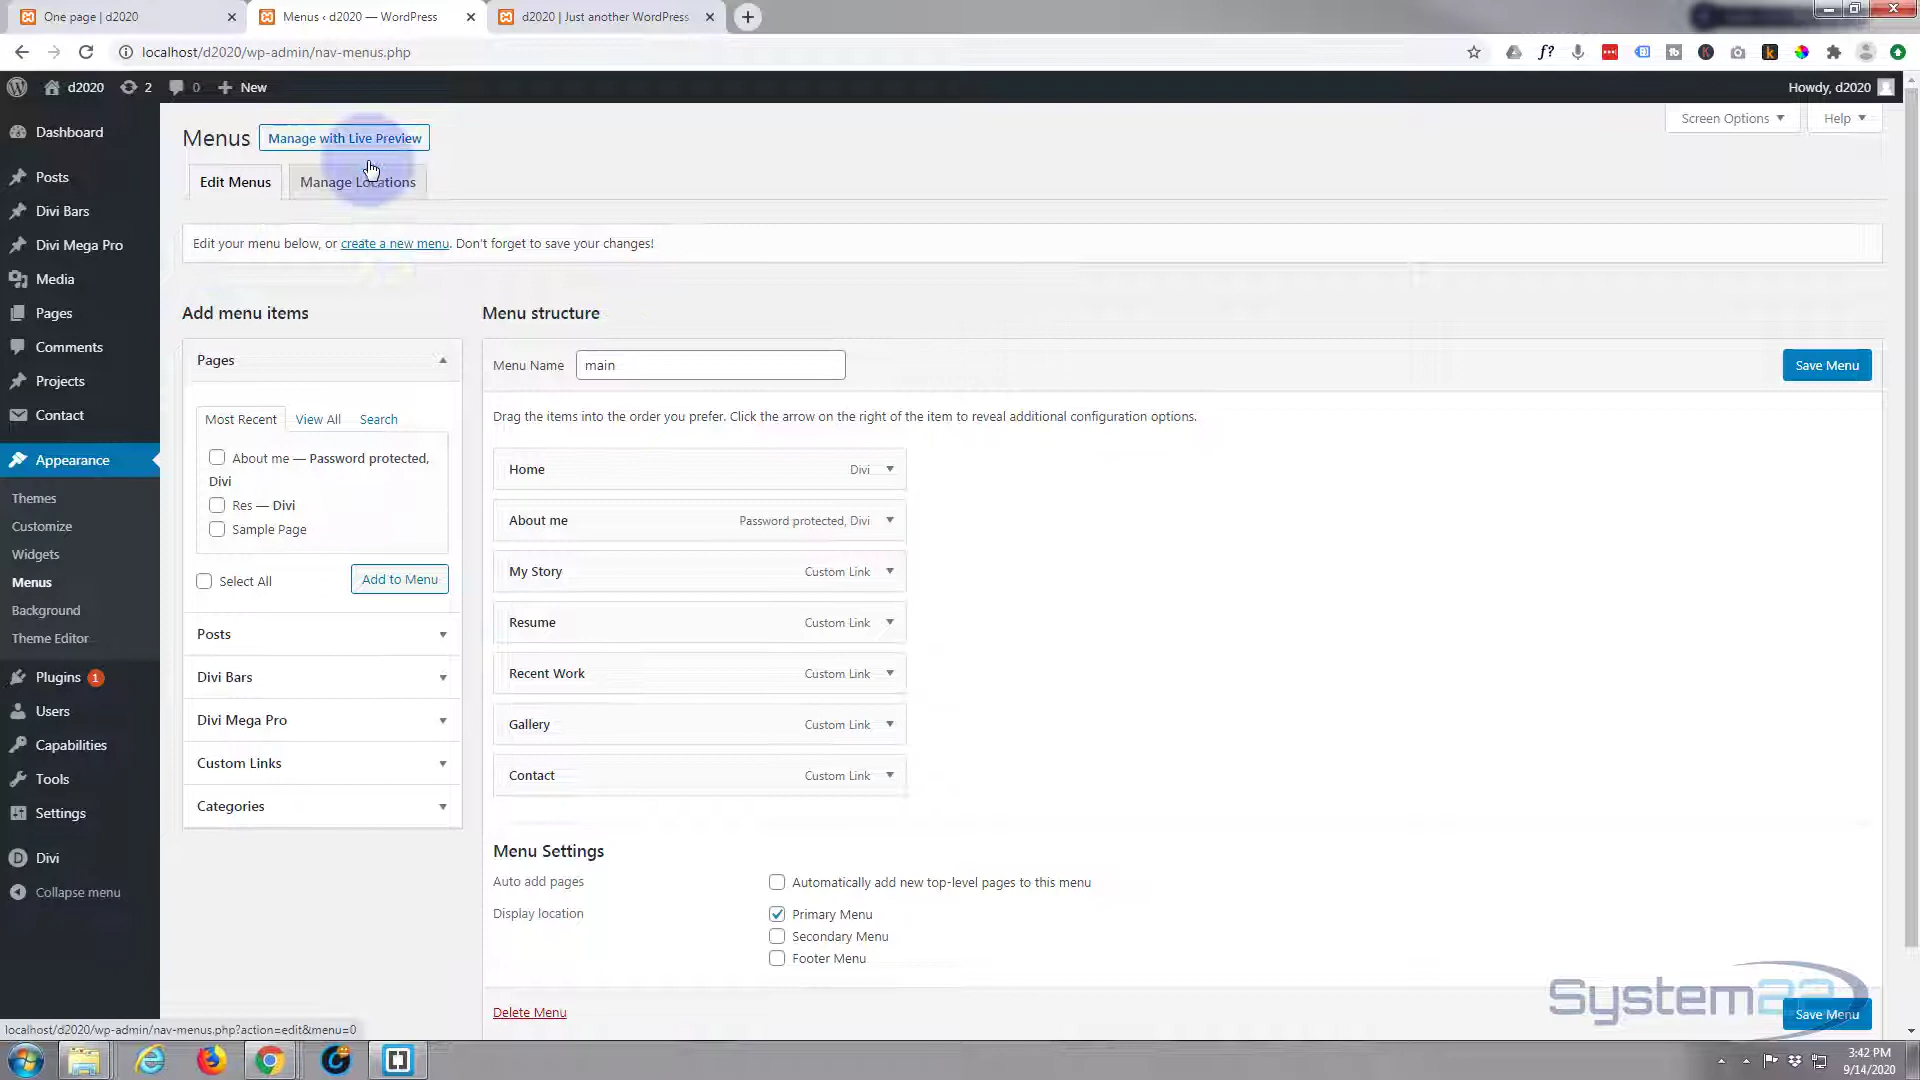 One page | d2020
Menus ‹ d2020 — WordPress
d2020 | Just another WordPress
localhost/d2020/wp-admin/nav-menus.php
d2020
2
0
New
Howdy, d2020
Dashboard
Posts
Divi Bars
Divi Mega Pro
Media
Pages
Comments
Projects
Contact
Appearance
Themes
Customize
Widgets
Menus
Background
Theme Editor
Plugins 1
Users
Capabilities
Tools
Settings
Divi
Collapse menu
Screen Options
Help
Menus
Manage with Live Preview
Edit Menus
Manage Locations
Edit your menu below, or create a new menu. Don't forget to save your changes!
Add menu items
Pages
Most Recent
View All
Search
About me — Password protected,
Divi
Res — Divi
Sample Page
Select All
Add to Menu
Posts
Divi Bars
Divi Mega Pro
Custom Links
Categories
Menu structure
Menu Name
main
Save Menu
Drag the items into the order you prefer. Click the arrow on the right of the item to reveal additional configuration options.
Home Divi
About me Password protected, Divi
My Story Custom Link
Resume Custom Link
Recent Work Custom Link
Gallery Custom Link
Contact Custom Link
Menu Settings
Auto add pages
Automatically add new top-level pages to this menu
Display location
Primary Menu
Secondary Menu
Footer Menu
Delete Menu
Save Menu
System22
localhost/d2020/wp-admin/nav-menus.php?action=edit&menu=0
3:42 PM
9/14/2020